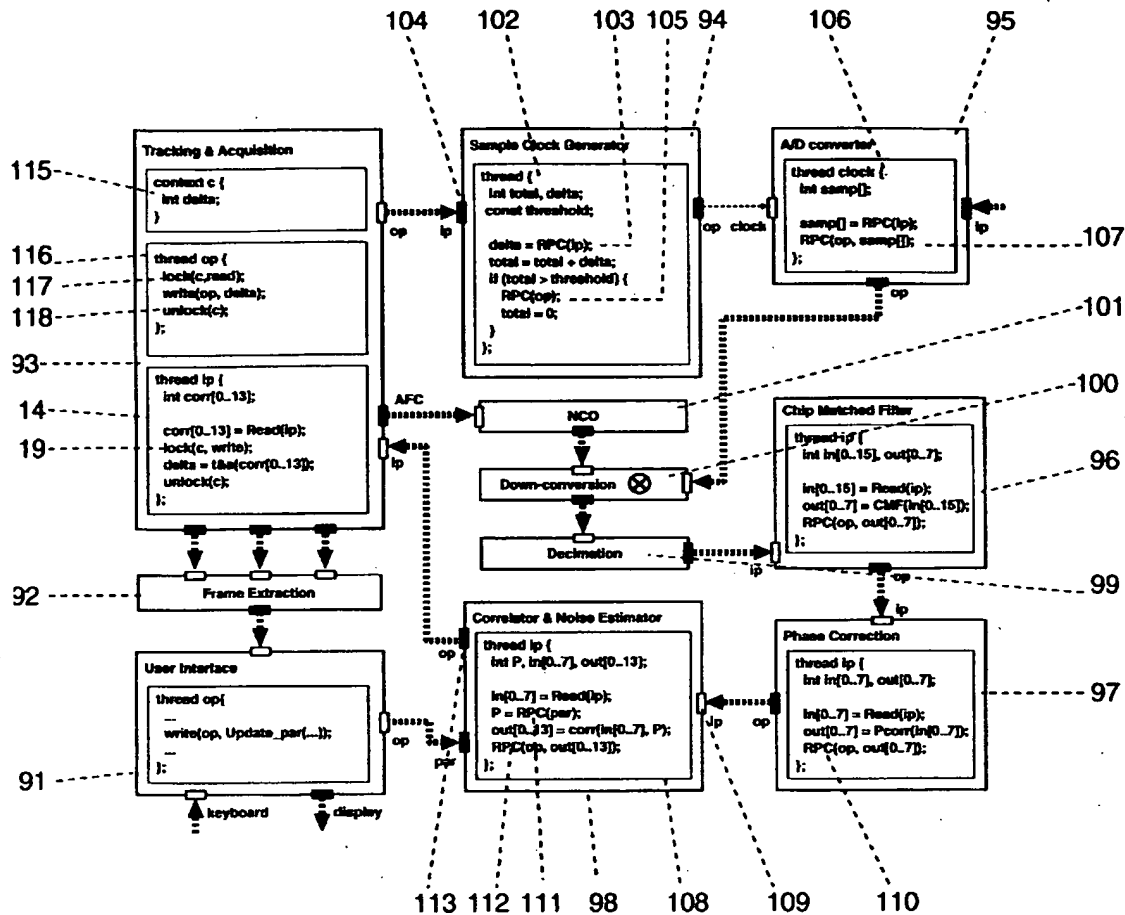 104 102 103 105 94 106 95
Tracking & Acquisition
context c {
int delta;
}
thread op {
lock(c,read);
write(op, delta);
unlock(c);
};
thread ip {
int corr[0..13];
corr[0..13] = Read(ip);
lock(c, write);
delta = t&a(corr[0..13]);
unlock(c);
};
115
116
117
118
93
14
19
op ip
AFC
ip
Sample Clock Generator
thread {
int total, delta;
const threshold;
delta = RPC(ip);
total = total + delta;
if (total > threshold) {
RPC(op);
total = 0;
}
};
op clock
A/D converter
thread clock {
int samp[];
samp[] = RPC(ip);
RPC(op, samp[]);
};
ip
op
107
101
100
NCO
Down-conversion
Decimation
ip
Chip Matched Filter
thread ip {
int in[0..15], out[0..7];
in[0..15] = Read(ip);
out[0..7] = CMF(in[0..15]);
RPC(op, out[0..7]);
};
96
99
op
ip
92
Frame Extraction
User Interface
thread op{
...
write(op, Update_par(...));
...
};
91
keyboard display
op
par
op
Correlator & Noise Estimator
thread ip {
int P, in[0..7], out[0..13];
in[0..7] = Read(ip);
P = RPC(par);
out[0..13] = corr(in[0..7], P);
RPC(op, out[0..13]);
};
ip op
Phase Correction
thread ip {
int in[0..7], out[0..7];
in[0..7] = Read(ip);
out[0..7] = Pcorr(in[0..7]);
RPC(op, out[0..7]);
};
97
113 112 111 98 108 109 110